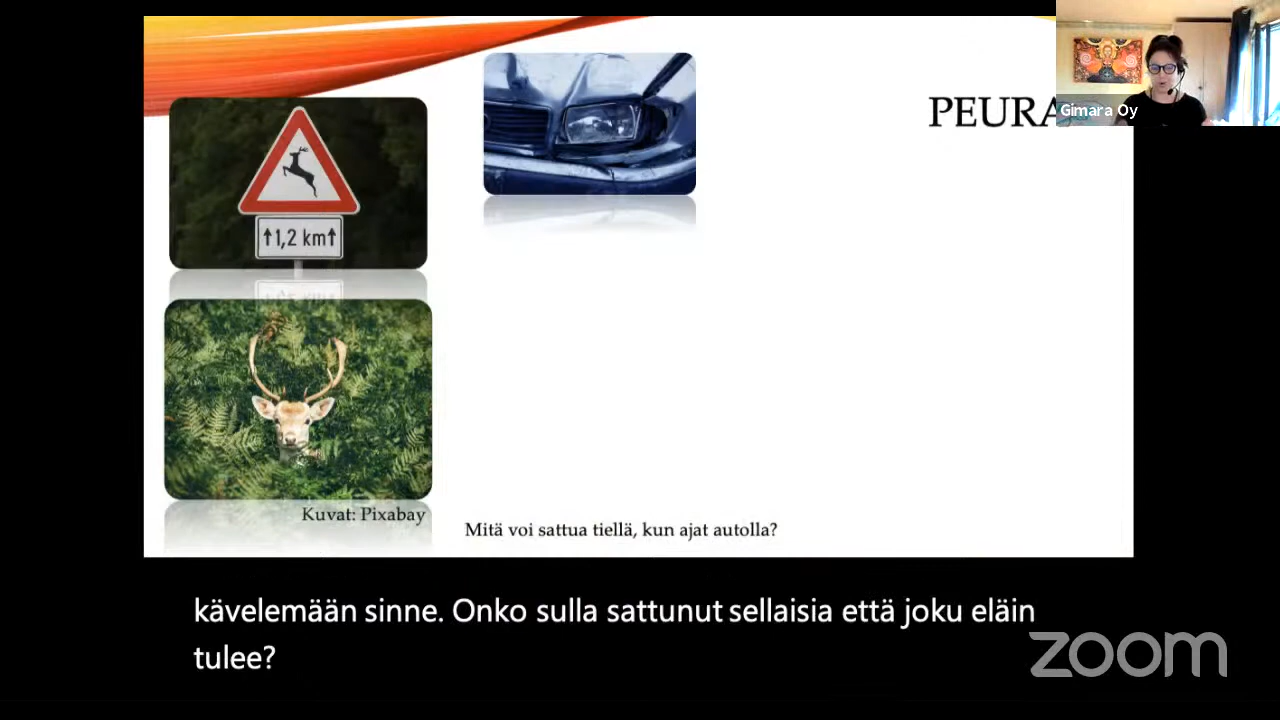 PEURA
Gimara Oy
↑1,2 km↑
Kuvat: Pixabay
Mitä voi sattua tiellä, kun ajat autolla?
kävelemään sinne. Onko sulla sattunut sellaisia että joku eläin
tulee?
zoom